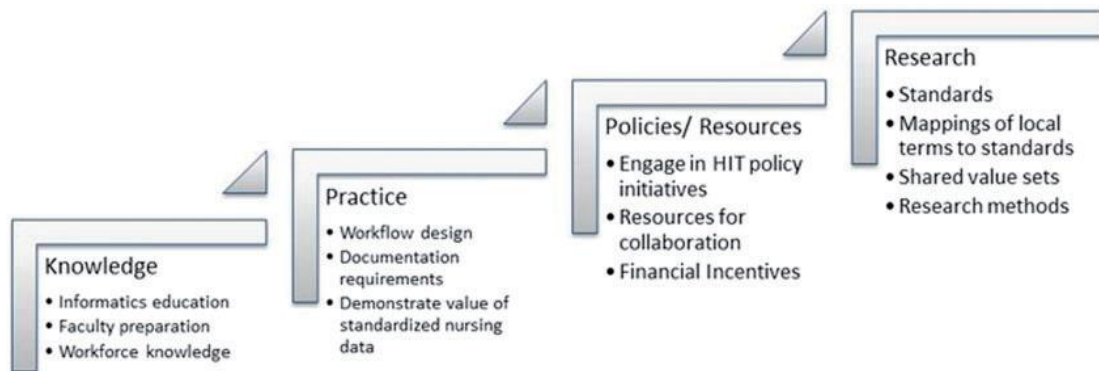 Knowledge
• Informatics education
• Faculty preparation
• Workforce knowledge
Practice
• Workflow design
• Documentation
requirements
• Demonstrate value of
standardized nursing
data
Policies/ Resources
• Engage in HIT policy
initiatives
• Resources for
collaboration
• Financial Incentives
Research
• Standards
• Mappings of local
terms to standards
• Shared value sets
• Research methods